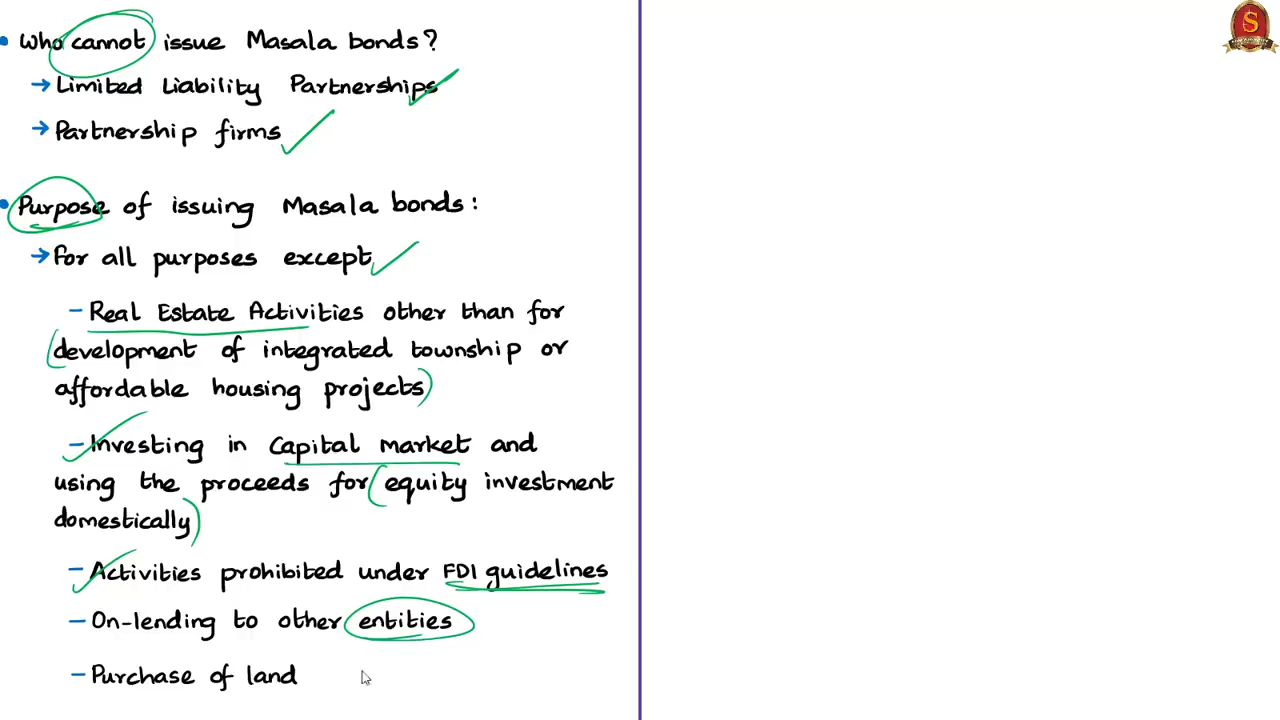 • Who cannot issue Masala bonds?
→ Limited Liability Partnerships
→ Partnership firms
• Purpose of issuing Masala bonds:
→ For all purposes except
– Real Estate Activities other than for
development of integrated township or
affordable housing projects
– Investing in capital market and
using the proceeds for equity investment
domestically
– Activities prohibited under FDI guidelines
– On-lending to other entities
– Purchase of land
S